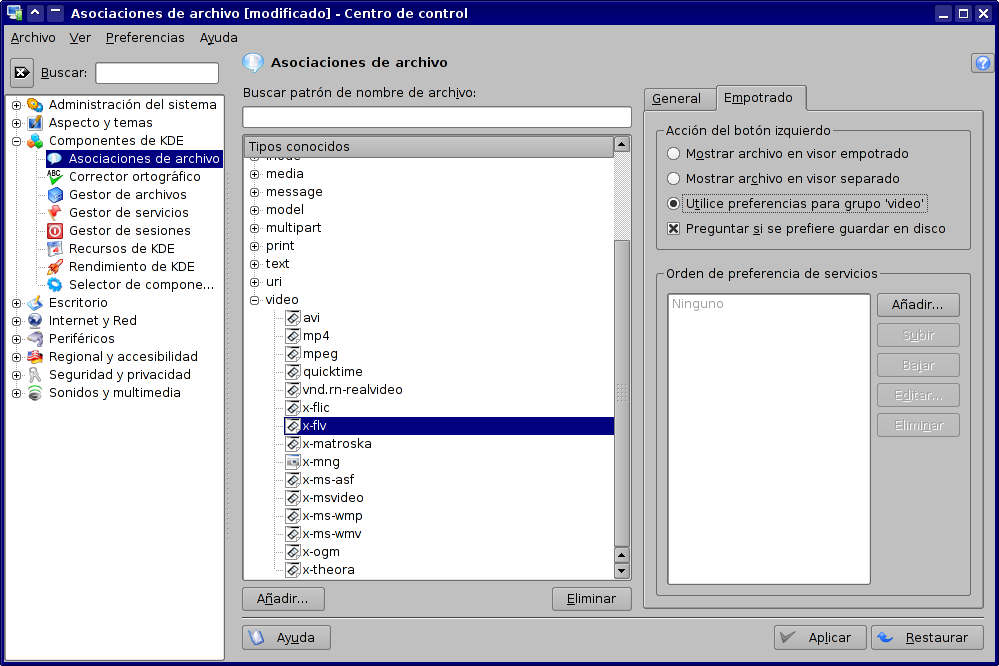 Asociaciones de archivo [modificado] - Centro de control
Archivo Ver Preferencias Ayuda
Buscar:
Administración del sistema
Aspecto y temas
Componentes de KDE
Asociaciones de archivo
ABC
Corrector ortográfico
Gestor de archivos
Gestor de servicios
Gestor de sesiones
Recursos de KDE
Rendimiento de KDE
Selector de compone...
Escritorio
Internet y Red
Periféricos
Regional y accesibilidad
Seguridad y privacidad
Sonidos y multimedia
Asociaciones de archivo
Buscar patrón de nombre de archivo:
Tipos conocidos
inode
media
message
model
multipart
print
text
uri
video
avi
mp4
mpeg
quicktime
vnd.rn-realvideo
x-flic
x-flv
x-matroska
x-mng
x-ms-asf
x-msvideo
x-ms-wmp
x-ms-wmv
x-ogm
x-theora
Añadir... Eliminar
General Empotrado
Acción del botón izquierdo
Mostrar archivo en visor empotrado
Mostrar archivo en visor separado
Utilice preferencias para grupo 'video'
Preguntar si se prefiere guardar en disco
Orden de preferencia de servicios
Ninguno
Añadir...
Subir
Bajar
Editar...
Eliminar
Ayuda Aplicar Restaurar